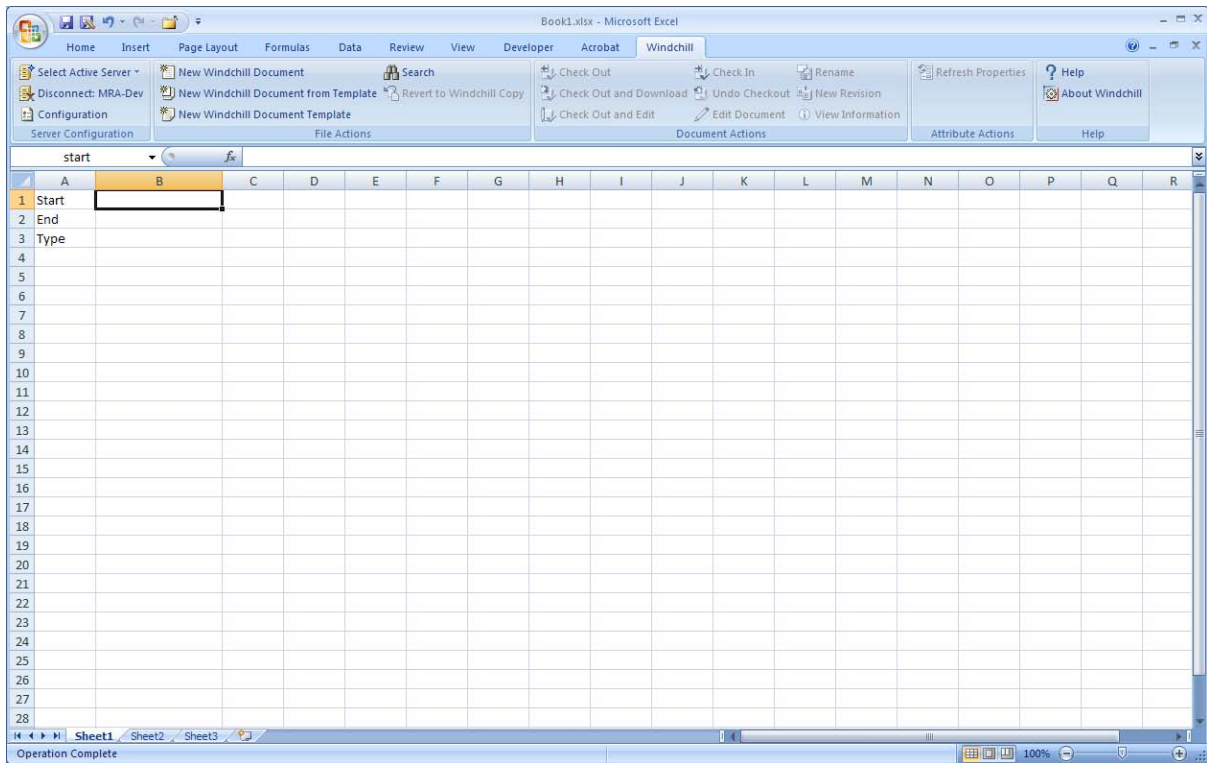 Book1.xlsx - Microsoft Excel
Home Insert Page Layout Formulas Data Review View Developer Acrobat Windchill
Select Active Server New Windchill Document Search Check Out Check In Rename Refresh Properties Help
Disconnect: MRA-Dev New Windchill Document from Template Revert to Windchill Copy Check Out and Download Undo Checkout New Revision About Windchill
Configuration New Windchill Document Template Check Out and Edit Edit Document View Information
Server Configuration File Actions Document Actions Attribute Actions Help
start fx
A B C D E F G H I J K L M N O P Q R
1 Start
2 End
3 Type
4
5
6
7
8
9
10
11
12
13
14
15
16
17
18
19
20
21
22
23
24
25
26
27
28
Sheet1 Sheet2 Sheet3
Operation Complete 100%